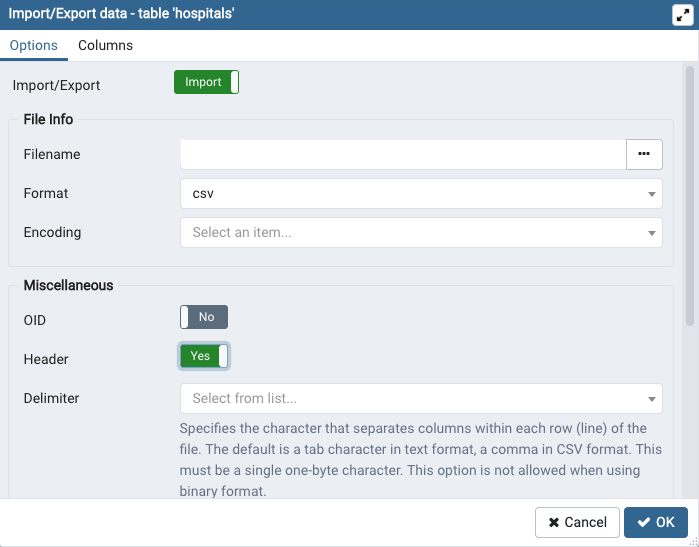 Import/Export data - table 'hospitals'
Options Columns
Import/Export Import
File Info
Filename
Format csv
Encoding Select an item...
Miscellaneous
OID No
Header Yes
Delimiter Select from list...
Specifies the character that separates columns within each row (line) of the
file. The default is a tab character in text format, a comma in CSV format. This
must be a single one-byte character. This option is not allowed when using
binary format.
Cancel OK